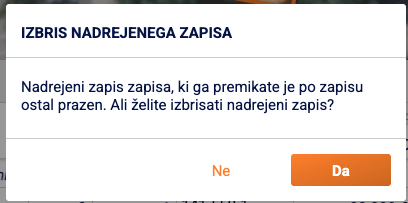 IZBRIS NADREJENEGA ZAPISA
Nadrejeni zapis zapisa, ki ga premikate je po zapisu
ostal prazen. Ali želite izbrisati nadrejeni zapis?
Ne
Da